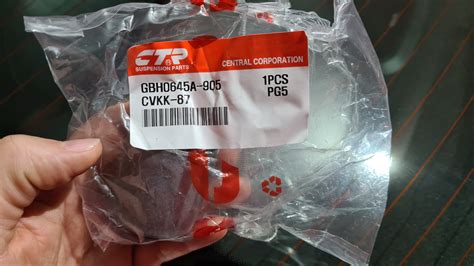 CTR
SUSPENSION PARTS
CENTRAL CORPORATION
GBH0645A-905
1PCS
CVKK-87
PG5